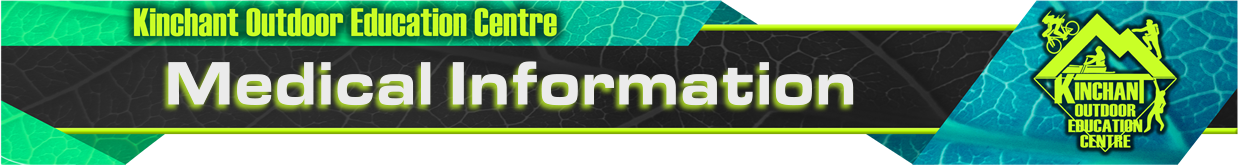 Kinchant Outdoor Education Centre
Medical Information
KINCHANT
OUTDOOR
EDUCATION
CENTRE